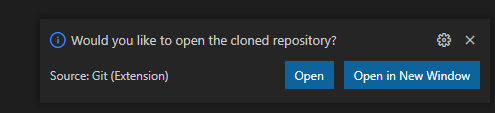 Would you like to open the cloned repository?
Source: Git (Extension)
Open
Open in New Window